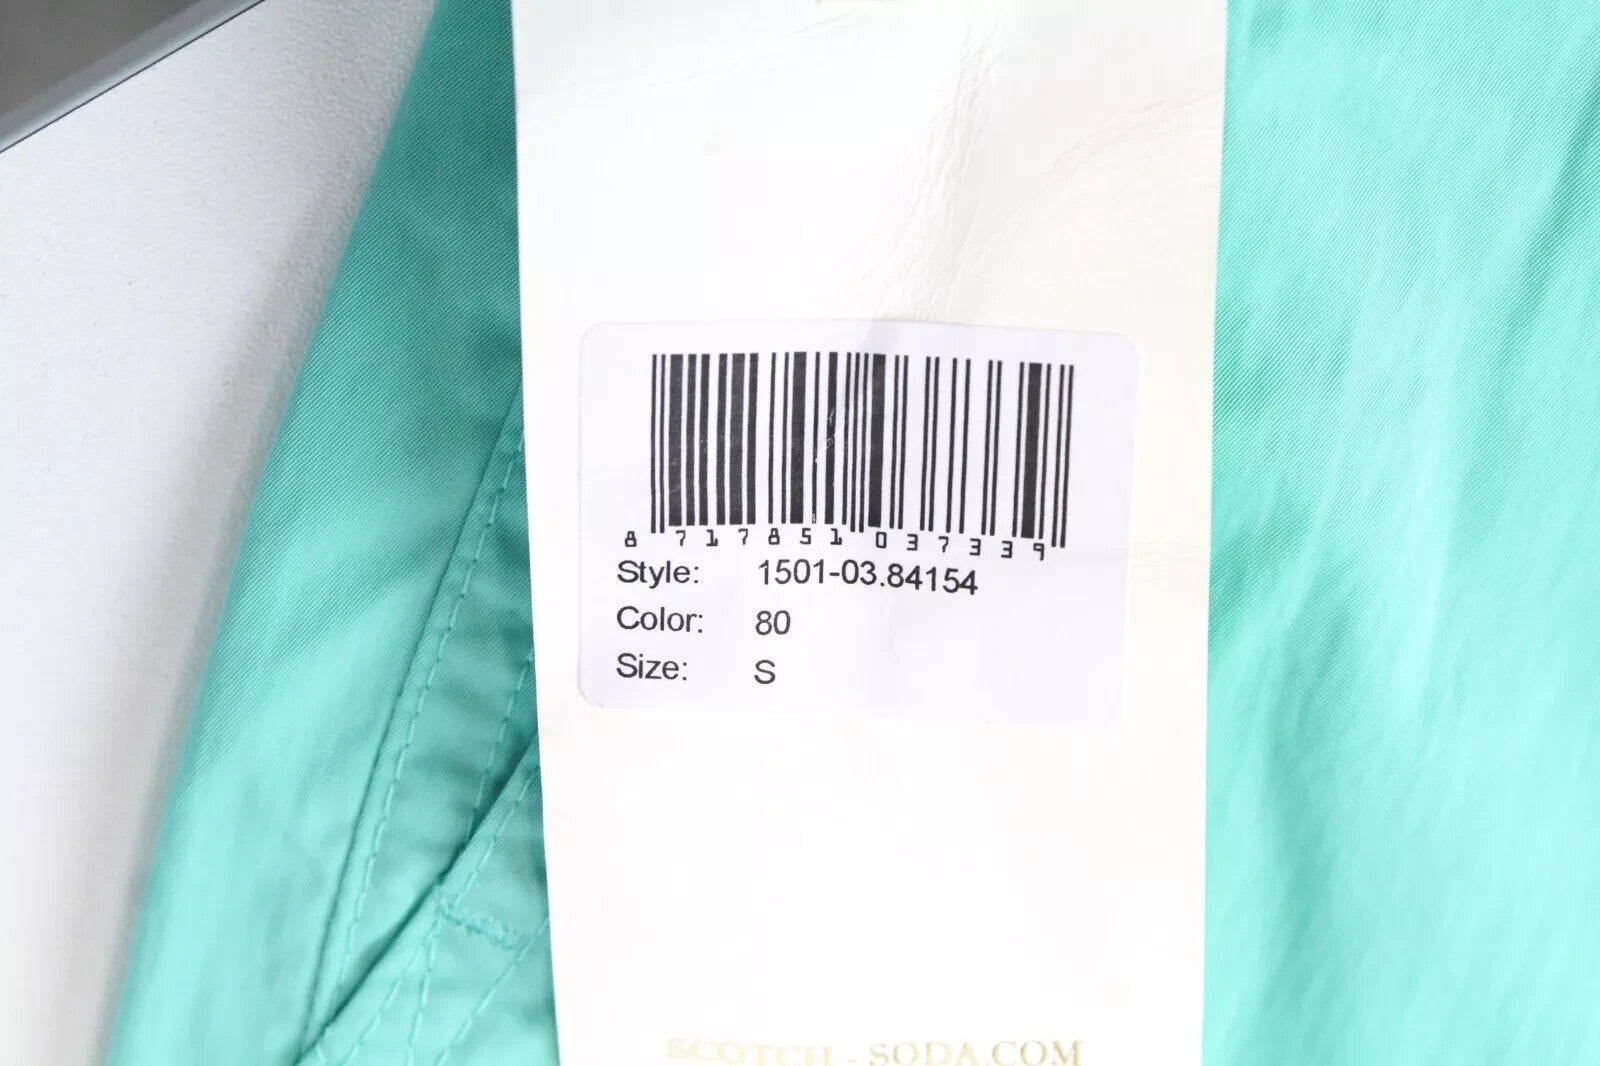 8 717851 037339
Style: 1501-03.84154
Color: 80
Size: S
SCOTCH - SODA.COM